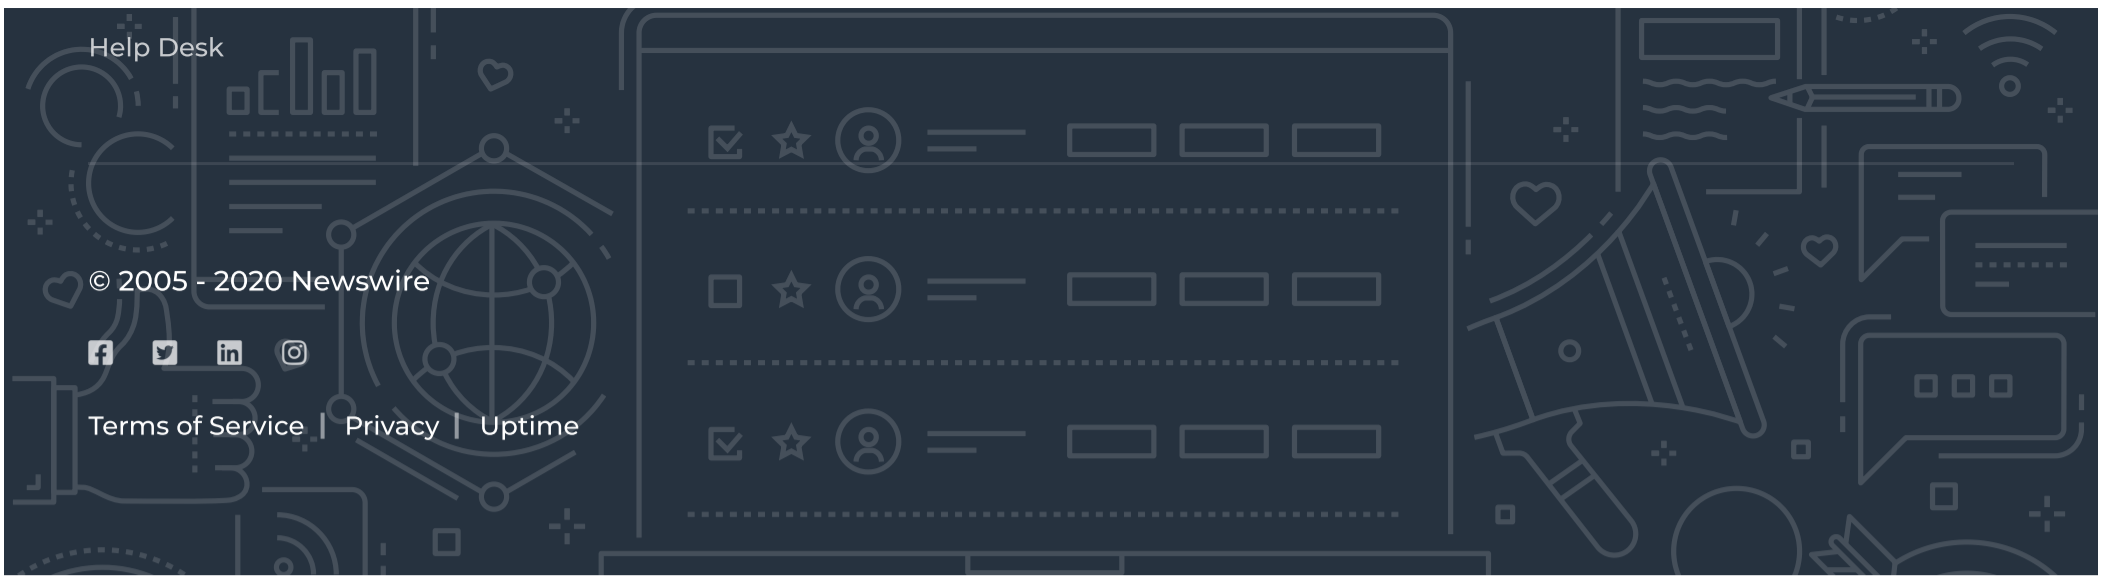 Help Desk
© 2005 - 2020 Newswire
Terms of Service | Privacy | Uptime